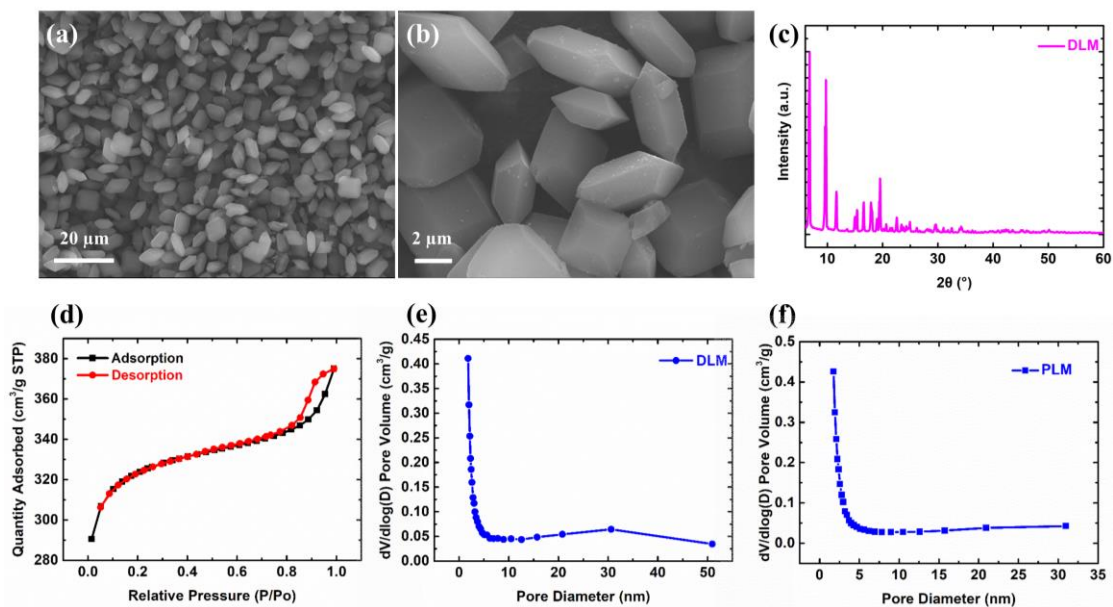 (a)
20 μm
(b)
2 μm
(c)
DLM
Intensity (a.u.)
10 20 30 40 50 60
2θ (°)
(d)
Adsorption
Desorption
Quantity Adsorbed (cm³/g STP)
380
360
340
320
300
280
0.0 0.2 0.4 0.6 0.8 1.0
Relative Pressure (P/Po)
(e)
DLM
dV/dlog(D) Pore Volume (cm³/g)
0.45
0.40
0.35
0.30
0.25
0.20
0.15
0.10
0.05
0.00
0 10 20 30 40 50
Pore Diameter (nm)
(f)
PLM
dV/dlog(D) Pore Volume (cm³/g)
0.5
0.4
0.3
0.2
0.1
0.0
0 5 10 15 20 25 30 35
Pore Diameter (nm)